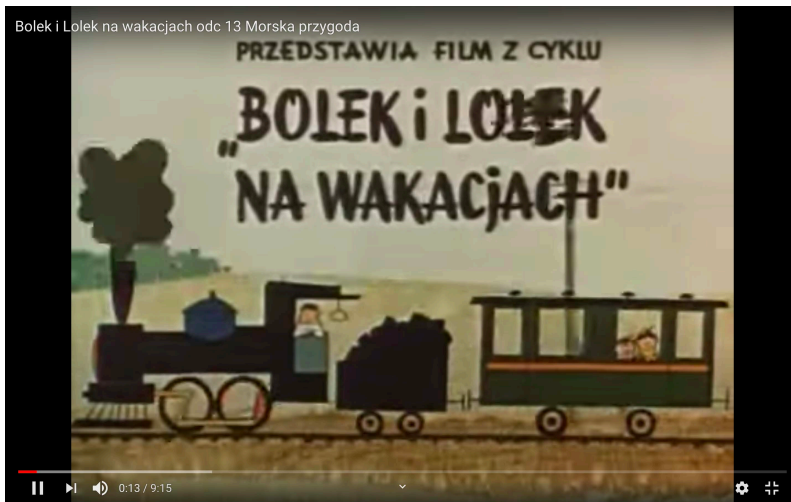 Bolek i Lolek na wakacjach odc 13 Morska przygoda
PRZEDSTAWIA FILM Z CYKLU
„BOLEK i LOLEK
NA WAKACjACH”
0:13 / 9:15